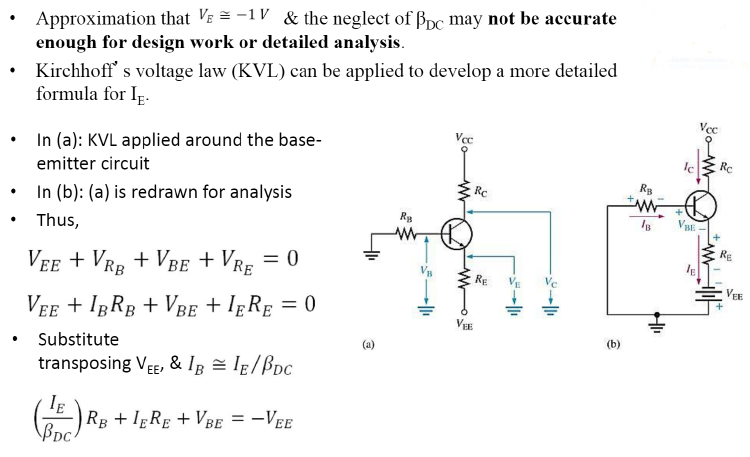 • Approximation that V_E ≅ −1 V & the neglect of β_DC may not be accurate
enough for design work or detailed analysis.
• Kirchhoff's voltage law (KVL) can be applied to develop a more detailed
formula for I_E.
• In (a): KVL applied around the base-
emitter circuit
• In (b): (a) is redrawn for analysis
• Thus,
V_EE + V_R_B + V_BE + V_R_E = 0
V_EE + I_B R_B + V_BE + I_E R_E = 0
• Substitute
transposing V_EE, & I_B ≅ I_E/β_DC
(I_E/β_DC) R_B + I_E R_E + V_BE = −V_EE
V_CC
R_C
R_B
V_B
R_E
V_E
V_C
V_EE
(a)
V_CC
I_C
R_C
R_B
+ −
I_B
+
V_BE −
+
R_E
I_E
−
−
V_EE
+
(b)